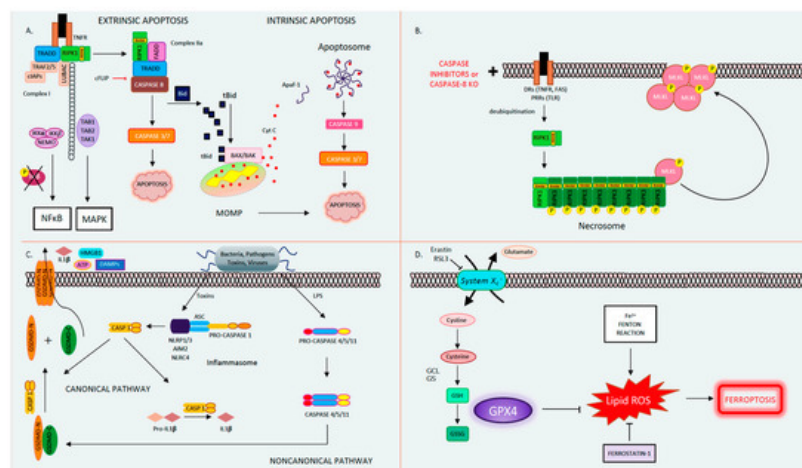 A.
EXTRINSIC APOPTOSIS
INTRINSIC APOPTOSIS
TNFR
TRADD
RIPK1
TRAF2/5
cIAPs
LUBAC
Complex I
TAB1
TAB2
TAK1
NEMO
P
NFκB
MAPK
RIPK1
FADD
Complex IIa
TRADD
cFLIP
CASPASE 8
CASPASE 3/7
APOPTOSIS
Bid
tBid
tBid
Cyt C
BAX/BAK
MOMP
Apoptosome
Apaf-1
CASPASE 9
CASPASE 3/7
APOPTOSIS
B.
CASPASE
INHIBITORS or
CASPASE-8 KO
+
DRs (TNFR, FAS)
PRRs (TLR)
deubiquitination
RIPK1
MLKL
P
MLKL
P
MLKL
P
MLKL
P
MLKL
P
P
P
P
P
P
P
P
P
Necrosome
C.
IL1β
HMGB1
ATP
DAMPs
Bacteria, Pathogens
Toxins, Viruses
Toxins
LPS
CASP 1
ASC
PRO-CASPASE 1
NLRP1/3
AIM2
NLRC4
Inflammasome
PRO-CASPASE 4/5/11
+
CANONICAL PATHWAY
CASP 1
CASP 1
Pro-IL1β
IL1β
CASPASE 4/5/11
NONCANONICAL PATHWAY
D.
Erastin
RSL3
Glutamate
System Xc-
Cystine
Cysteine
GCL
GS
GSH
GSSG
GPX4
Fe²⁺
FENTON
REACTION
Lipid ROS
FERROPTOSIS
FERROSTATIN-1